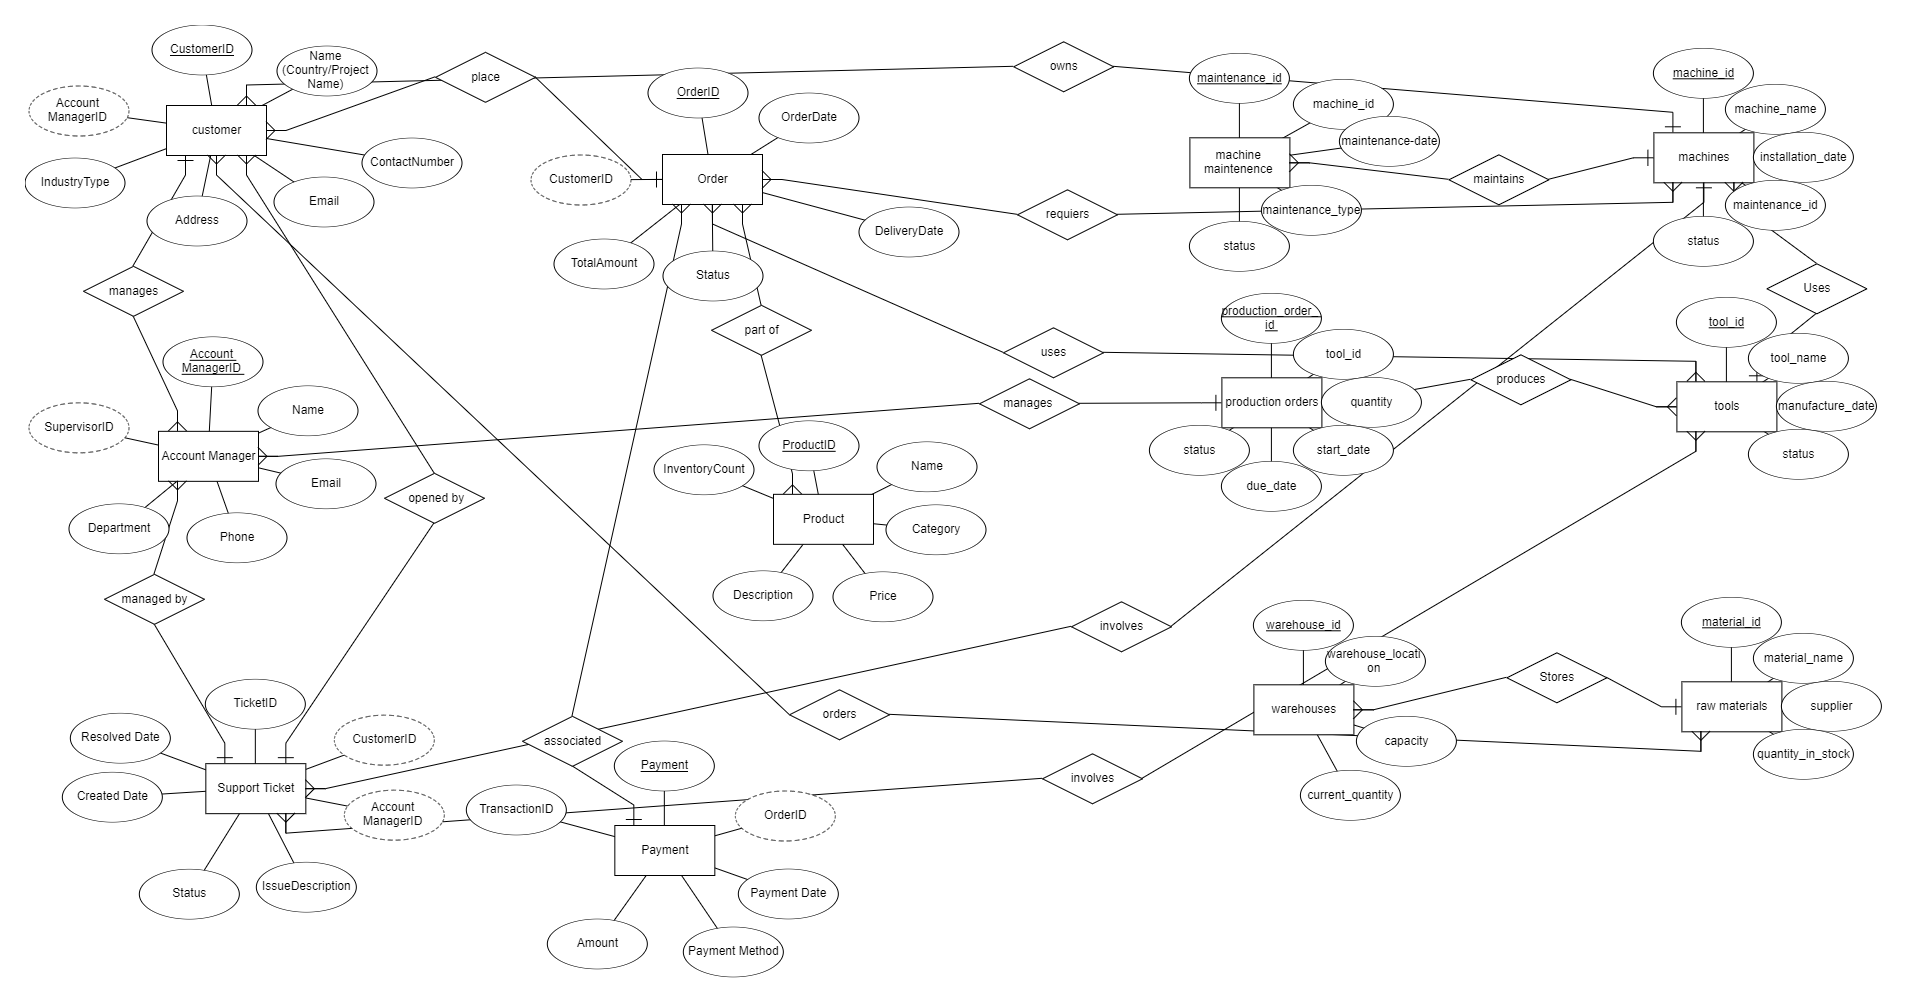 CustomerID
Name
(Country/Project
Name)
Account
ManagerID
customer
IndustryType
Address
Email
ContactNumber
place
owns
OrderID
OrderDate
CustomerID
Order
TotalAmount
Status
DeliveryDate
requiers
maintenance_id
machine_id
maintenance-date
machine
maintenence
maintenance_type
status
maintains
machine_id
machine_name
machines
installation_date
maintenance_id
status
Uses
manages
Account
ManagerID
Name
SupervisorID
Account Manager
Email
Department
Phone
managed by
opened by
part of
uses
manages
ProductID
InventoryCount
Name
Product
Category
Description
Price
production_order_
id
tool_id
production orders
quantity
status
start_date
due_date
produces
tool_id
tool_name
tools
manufacture_date
status
involves
orders
associated
involves
TicketID
Resolved Date
CustomerID
Created Date
Support Ticket
Account
ManagerID
Status
IssueDescription
Payment
TransactionID
OrderID
Payment
Payment Date
Amount
Payment Method
warehouse_id
warehouse_locati
on
warehouses
capacity
current_quantity
Stores
material_id
material_name
raw materials
supplier
quantity_in_stock